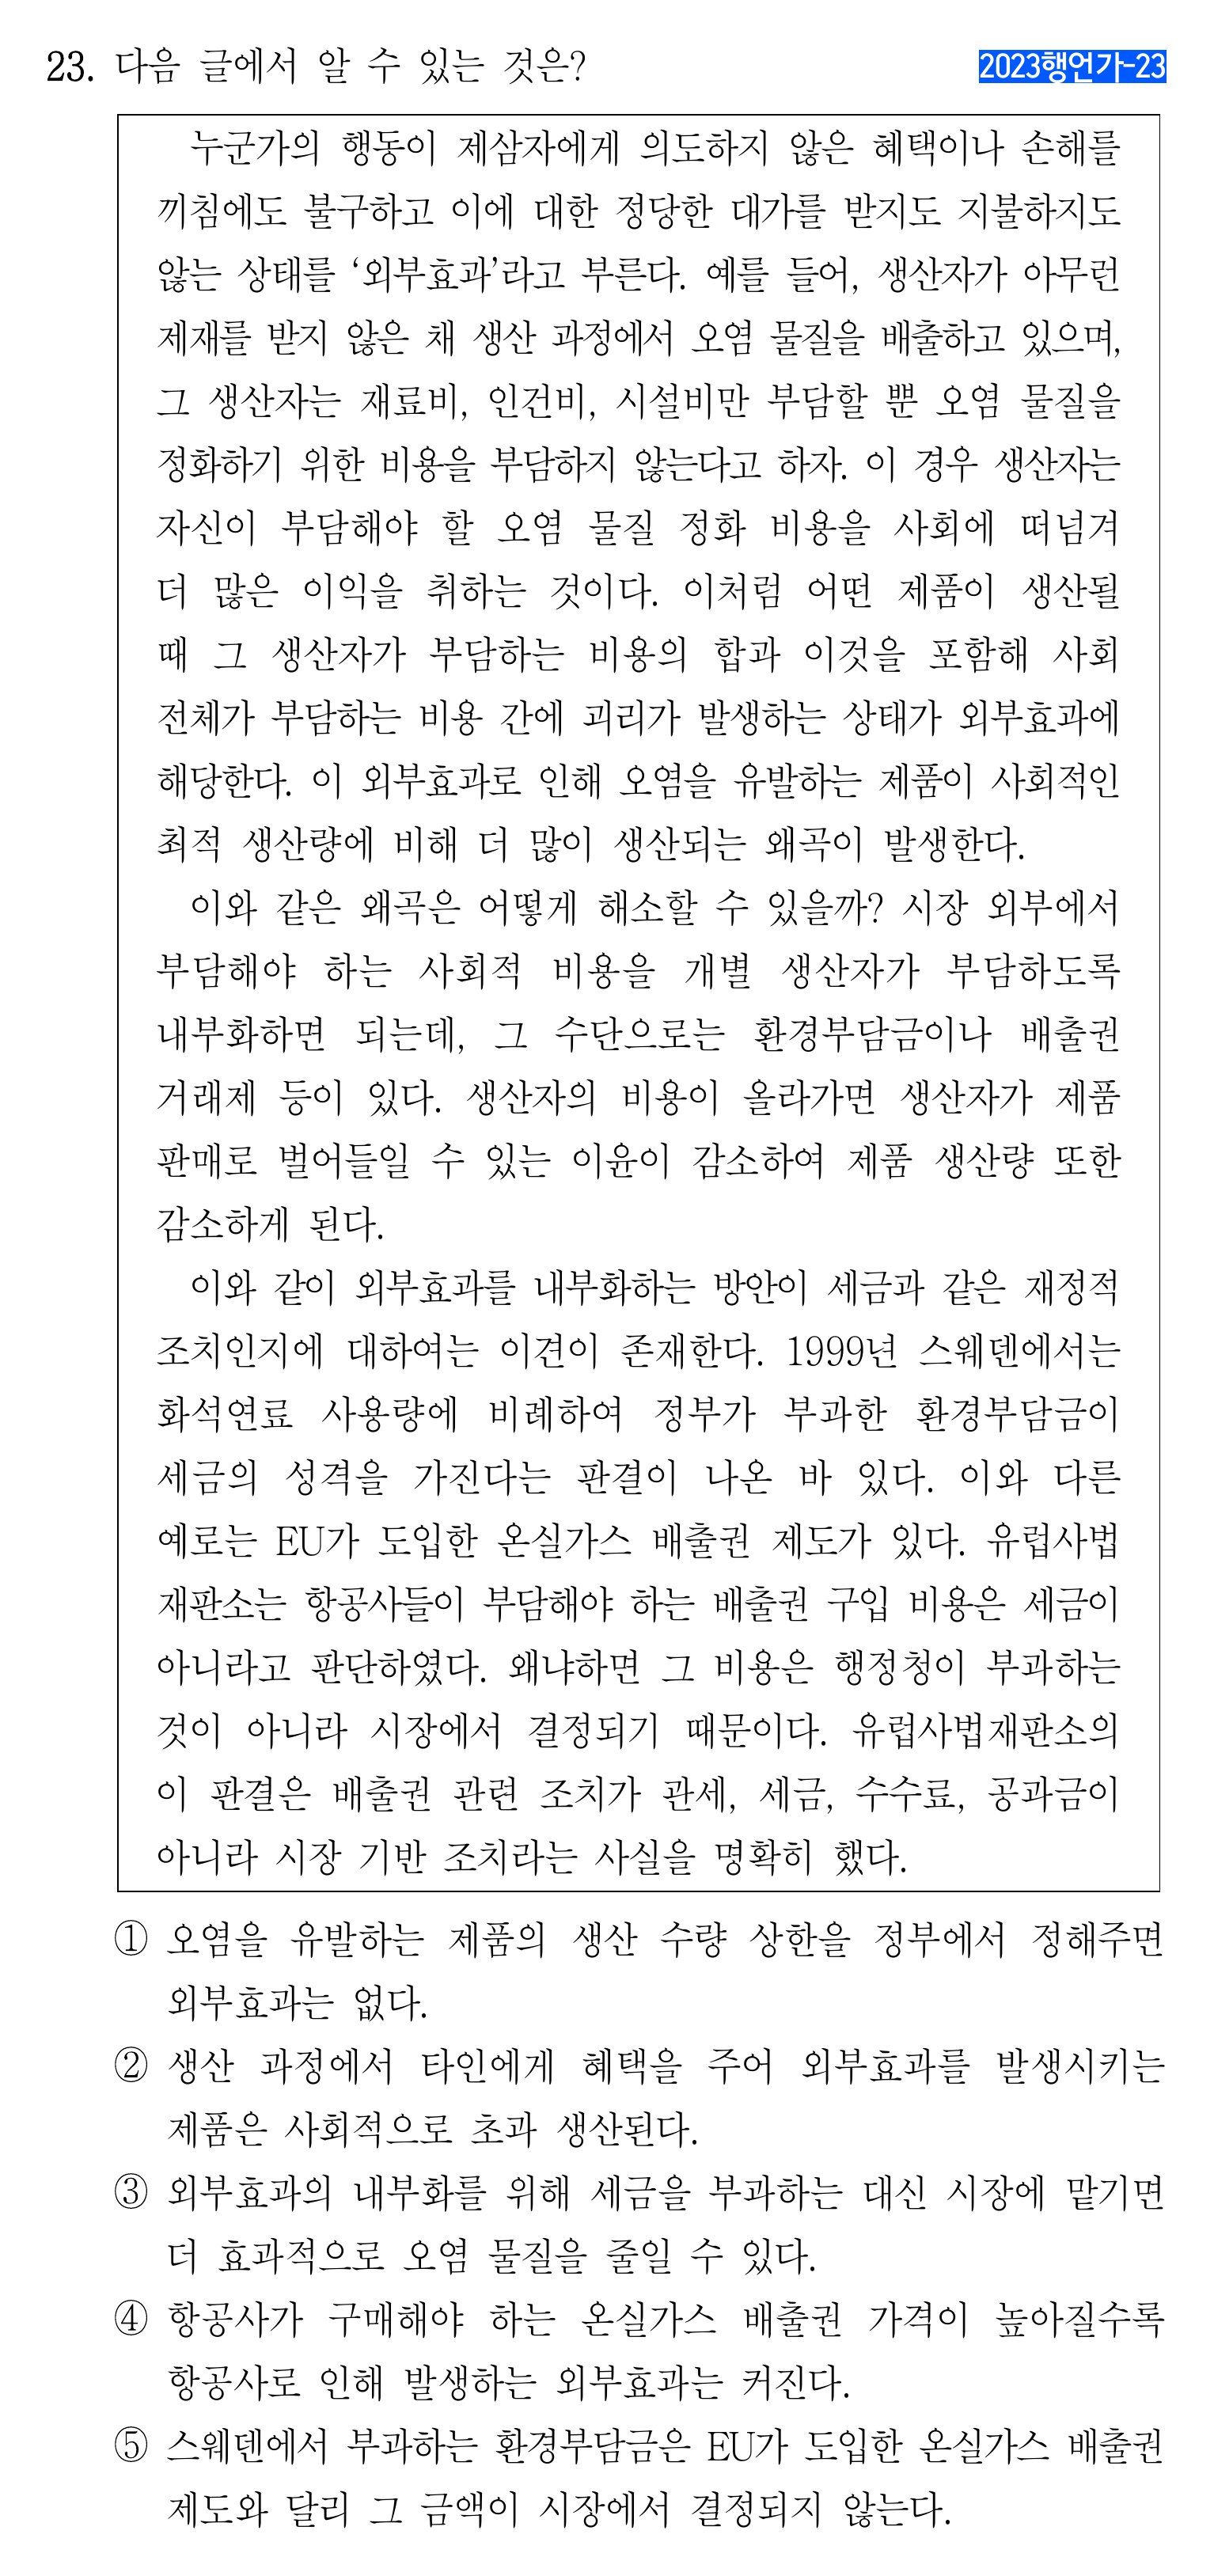 23. 다음 글에서 알 수 있는 것은?
2023행언가-23
누군가의 행동이 제삼자에게 의도하지 않은 혜택이나 손해를
끼침에도 불구하고 이에 대한 정당한 대가를 받지도 지불하지도
않는 상태를 ‘외부효과’라고 부른다. 예를 들어, 생산자가 아무런
제재를 받지 않은 채 생산 과정에서 오염 물질을 배출하고 있으며,
그 생산자는 재료비, 인건비, 시설비만 부담할 뿐 오염 물질을
정화하기 위한 비용을 부담하지 않는다고 하자. 이 경우 생산자는
자신이 부담해야 할 오염 물질 정화 비용을 사회에 떠넘겨
더 많은 이익을 취하는 것이다. 이처럼 어떤 제품이 생산될
때 그 생산자가 부담하는 비용의 합과 이것을 포함해 사회
전체가 부담하는 비용 간에 괴리가 발생하는 상태가 외부효과에
해당한다. 이 외부효과로 인해 오염을 유발하는 제품이 사회적인
최적 생산량에 비해 더 많이 생산되는 왜곡이 발생한다.
이와 같은 왜곡은 어떻게 해소할 수 있을까? 시장 외부에서
부담해야 하는 사회적 비용을 개별 생산자가 부담하도록
내부화하면 되는데, 그 수단으로는 환경부담금이나 배출권
거래제 등이 있다. 생산자의 비용이 올라가면 생산자가 제품
판매로 벌어들일 수 있는 이윤이 감소하여 제품 생산량 또한
감소하게 된다.
이와 같이 외부효과를 내부화하는 방안이 세금과 같은 재정적
조치인지에 대하여는 이견이 존재한다. 1999년 스웨덴에서는
화석연료 사용량에 비례하여 정부가 부과한 환경부담금이
세금의 성격을 가진다는 판결이 나온 바 있다. 이와 다른
예로는 EU가 도입한 온실가스 배출권 제도가 있다. 유럽사법
재판소는 항공사들이 부담해야 하는 배출권 구입 비용은 세금이
아니라고 판단하였다. 왜냐하면 그 비용은 행정청이 부과하는
것이 아니라 시장에서 결정되기 때문이다. 유럽사법재판소의
이 판결은 배출권 관련 조치가 관세, 세금, 수수료, 공과금이
아니라 시장 기반 조치라는 사실을 명확히 했다.
① 오염을 유발하는 제품의 생산 수량 상한을 정부에서 정해주면
외부효과는 없다.
② 생산 과정에서 타인에게 혜택을 주어 외부효과를 발생시키는
제품은 사회적으로 초과 생산된다.
③ 외부효과의 내부화를 위해 세금을 부과하는 대신 시장에 맡기면
더 효과적으로 오염 물질을 줄일 수 있다.
④ 항공사가 구매해야 하는 온실가스 배출권 가격이 높아질수록
항공사로 인해 발생하는 외부효과는 커진다.
⑤ 스웨덴에서 부과하는 환경부담금은 EU가 도입한 온실가스 배출권
제도와 달리 그 금액이 시장에서 결정되지 않는다.